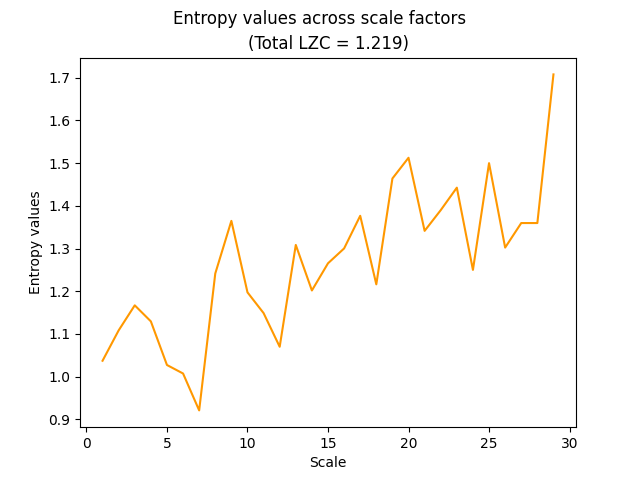 Entropy values across scale factors
(Total LZC = 1.219)
1.7
1.6
1.5
1.4
1.3
1.2
1.1
1.0
0.9
Entropy values
0 5 10 15 20 25 30
Scale